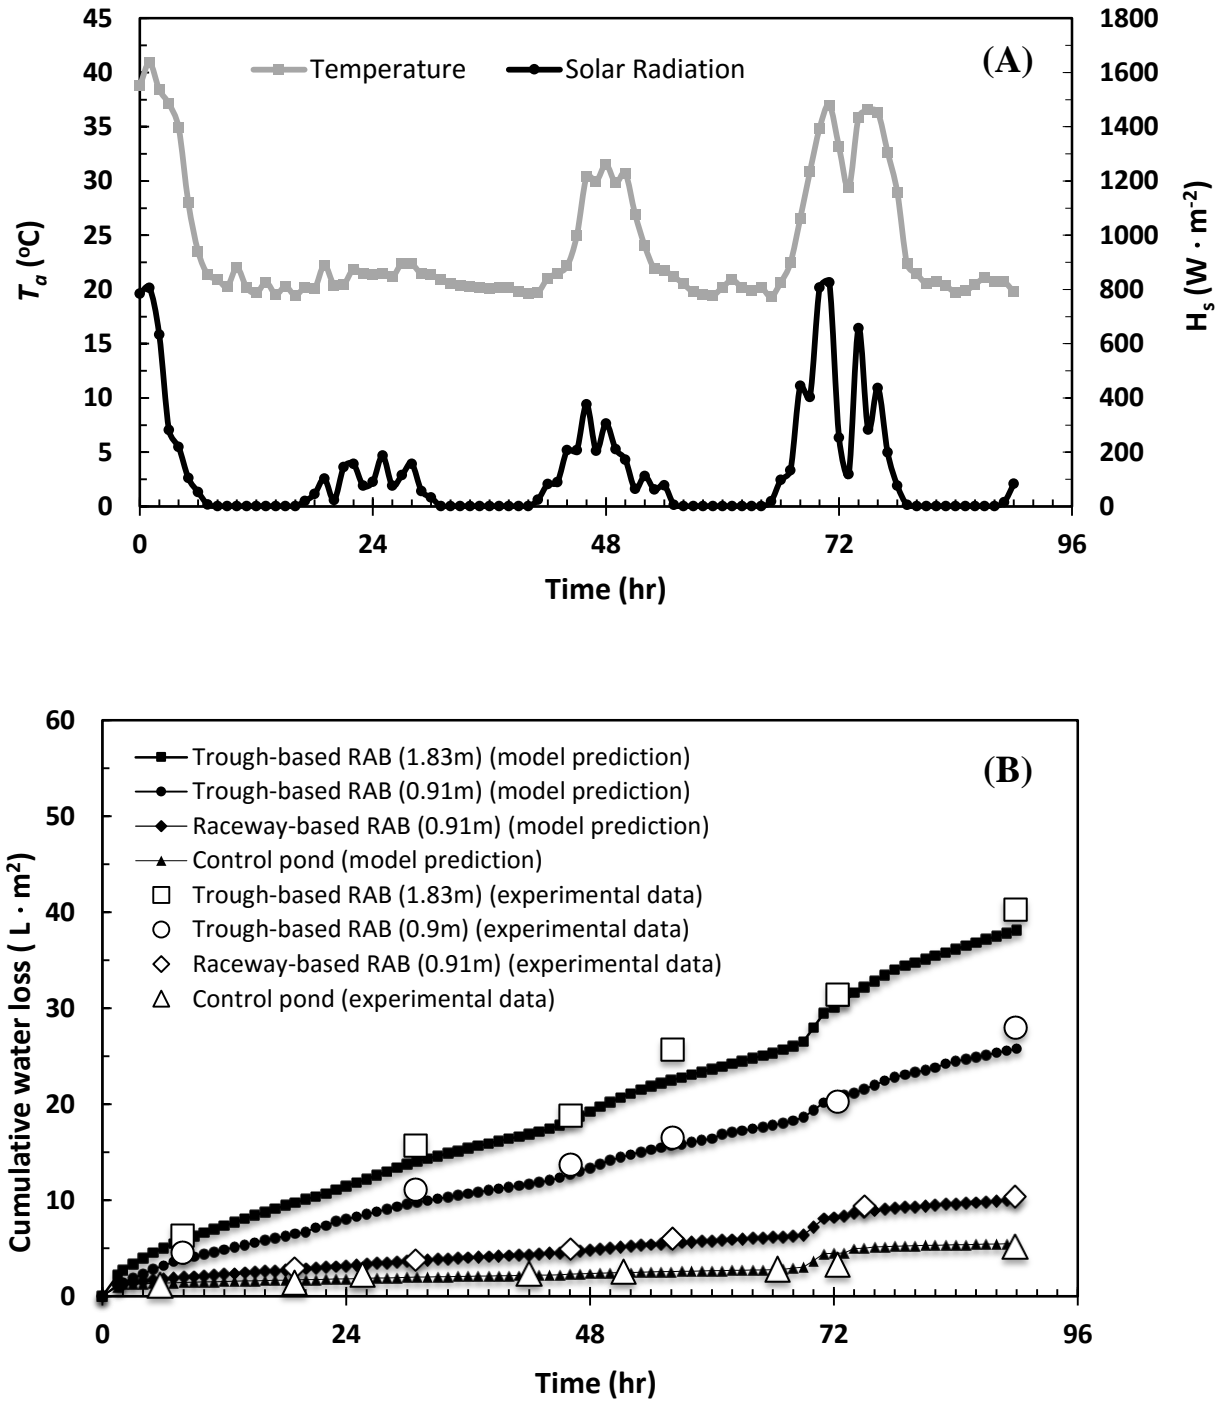 45
40
35
30
25
20
15
10
5
0
T_a (ºC)
Temperature
Solar Radiation
(A)
1800
1600
1400
1200
1000
800
600
400
200
0
H_s (W · m⁻²)
0 24 48 72 96
Time (hr)
60
50
40
30
20
10
0
Cumulative water loss ( L · m²)
Trough-based RAB (1.83m) (model prediction)
Trough-based RAB (0.91m) (model prediction)
Raceway-based RAB (0.91m) (model prediction)
Control pond (model prediction)
Trough-based RAB (1.83m) (experimental data)
Trough-based RAB (0.9m) (experimental data)
Raceway-based RAB (0.91m) (experimental data)
Control pond (experimental data)
(B)
0 24 48 72 96
Time (hr)